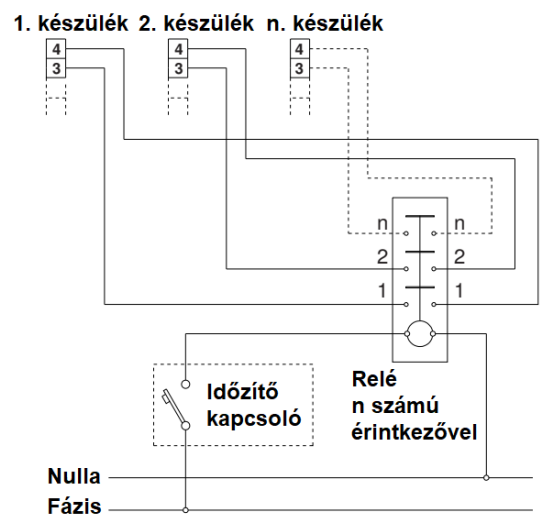 1. készülék 2. készülék n. készülék
4 4 4
3 3 3
n n
2 2
1 1
Időzítő
kapcsoló
Relé
n számú
érintkezővel
Nulla
Fázis